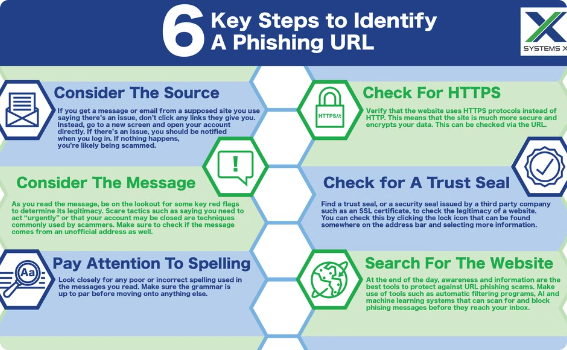 6 Key Steps to Identify
A Phishing URL
SYSTEMS X
Consider The Source
If you get a message or email from a supposed site you use
saying there's an issue, don't click any links they give you.
Instead, go to a new screen and open your account
directly. If there's an issue, you should be notified
when you log in. If nothing happens,
you're likely being scammed.
Consider The Message
As you read the message, be on the lookout for some key red flags
to determine its legitimacy. Scare tactics such as saying you need to
act "urgently" or that your account may be closed are techniques
commonly used by scammers. Make sure to check if the message
comes from an unofficial address as well.
Aa
Pay Attention To Spelling
Look closely for any poor or incorrect spelling used in
the messages you read. Make sure the grammar is
up to par before moving onto anything else.
HTTPS://
Check For HTTPS
Verify that the website uses HTTPS protocols instead of
HTTP. This means that the site is much more secure and
encrypts your data. This can be checked via the URL.
Check for A Trust Seal
Find a trust seal, or a security seal issued by a third party company
such as an SSL certificate, to check the legitimacy of a website.
You can check this by clicking the lock icon that can be found
somewhere on the address bar and selecting more information.
Search For The Website
At the end of the day, awareness and information are the
best tools to protect against URL phishing scams. Make
use of tools such as automatic filtering programs, AI and
machine learning systems that can scan for and block
phising messages before they reach your inbox.